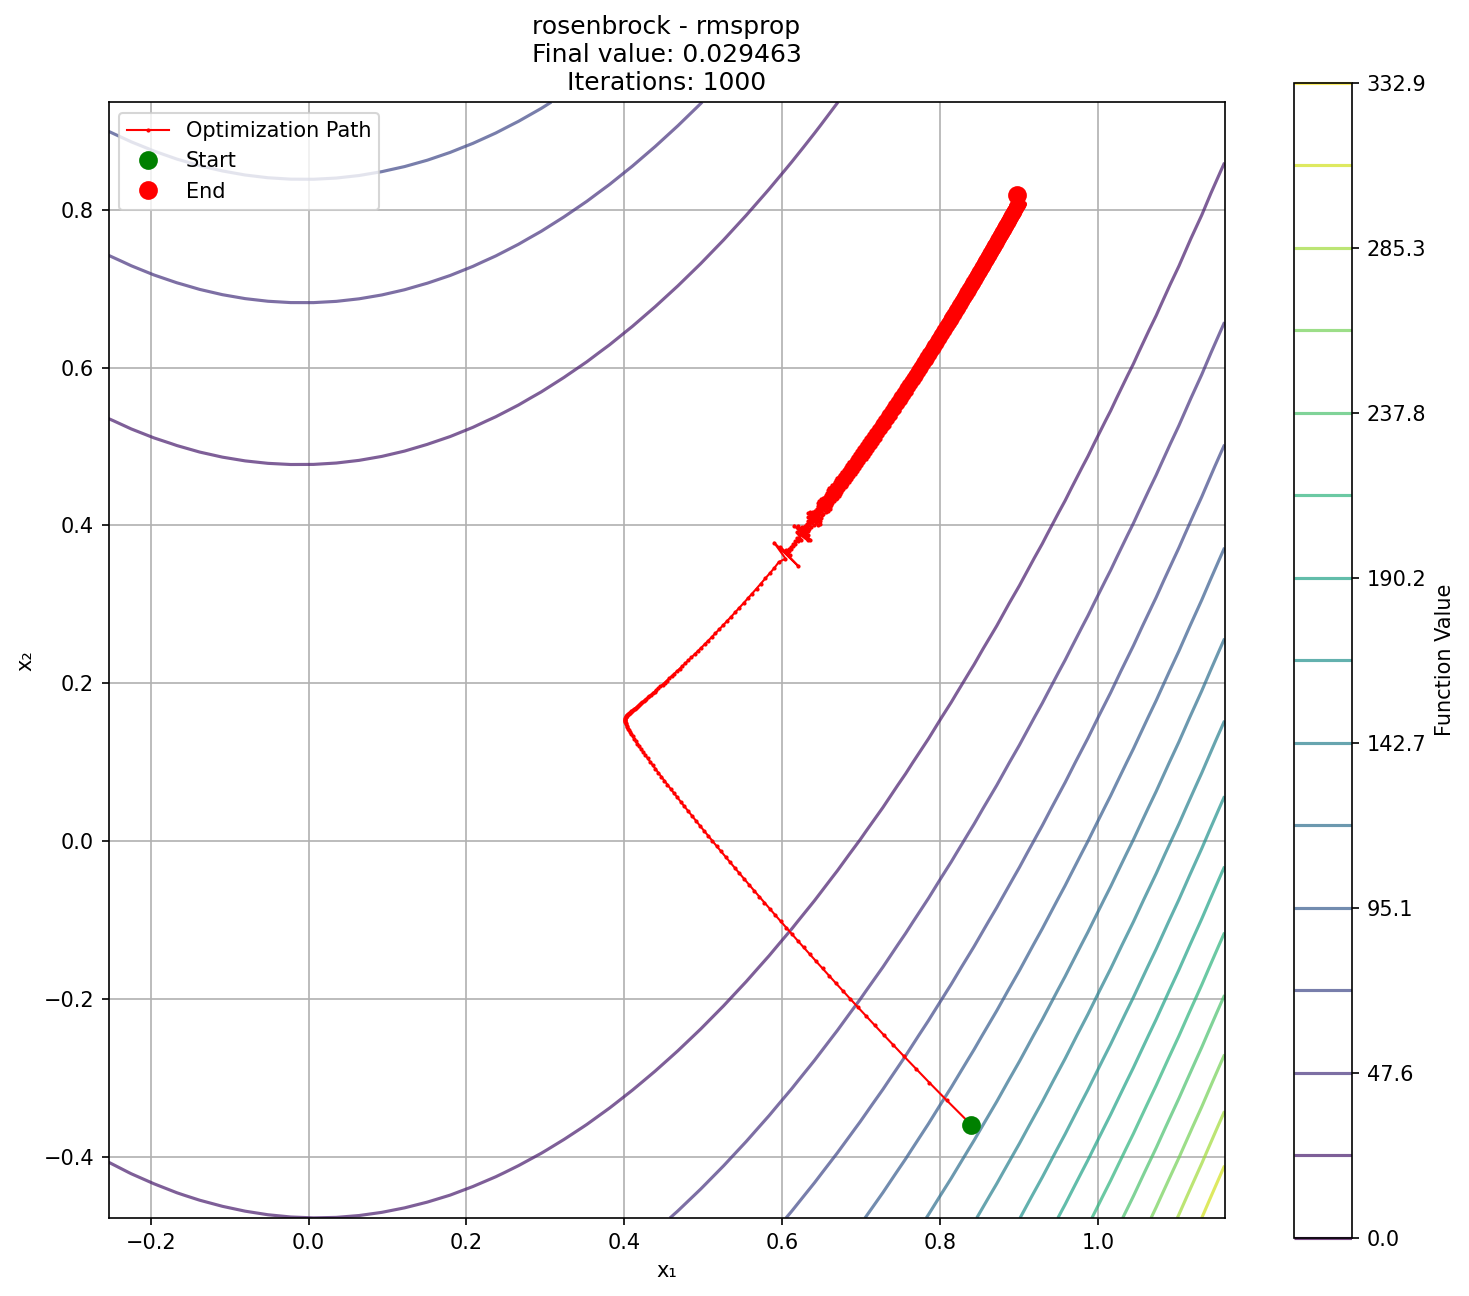 rosenbrock - rmsprop
Final value: 0.029463
Iterations: 1000
Optimization Path
Start
End
0.8
0.6
0.4
0.2
0.0
−0.2
−0.4
x₂
−0.2
0.0
0.2
0.4
0.6
0.8
1.0
x₁
332.9
285.3
237.8
190.2
142.7
95.1
47.6
0.0
Function Value